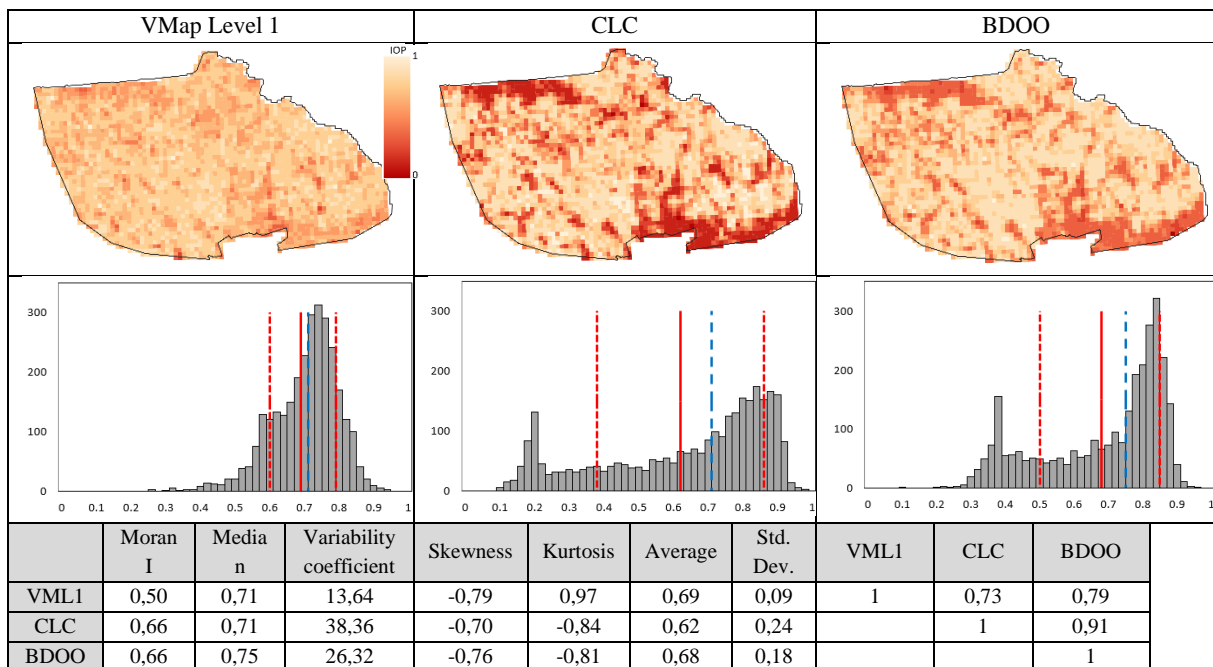 VMap Level 1 CLC BDOO
IOP 1
0
300
200
100
0
0 0.1 0.2 0.3 0.4 0.5 0.6 0.7 0.8 0.9 1
300
200
100
0
0 0.1 0.2 0.3 0.4 0.5 0.6 0.7 0.8 0.9 1
300
200
100
0
0 0.1 0.2 0.3 0.4 0.5 0.6 0.7 0.8 0.9 1
Moran I Media n Variability coefficient Skewness Kurtosis Average Std. Dev. VML1 CLC BDOO
VML1 0,50 0,71 13,64 -0,79 0,97 0,69 0,09 1 0,73 0,79
CLC 0,66 0,71 38,36 -0,70 -0,84 0,62 0,24 1 0,91
BDOO 0,66 0,75 26,32 -0,76 -0,81 0,68 0,18 1